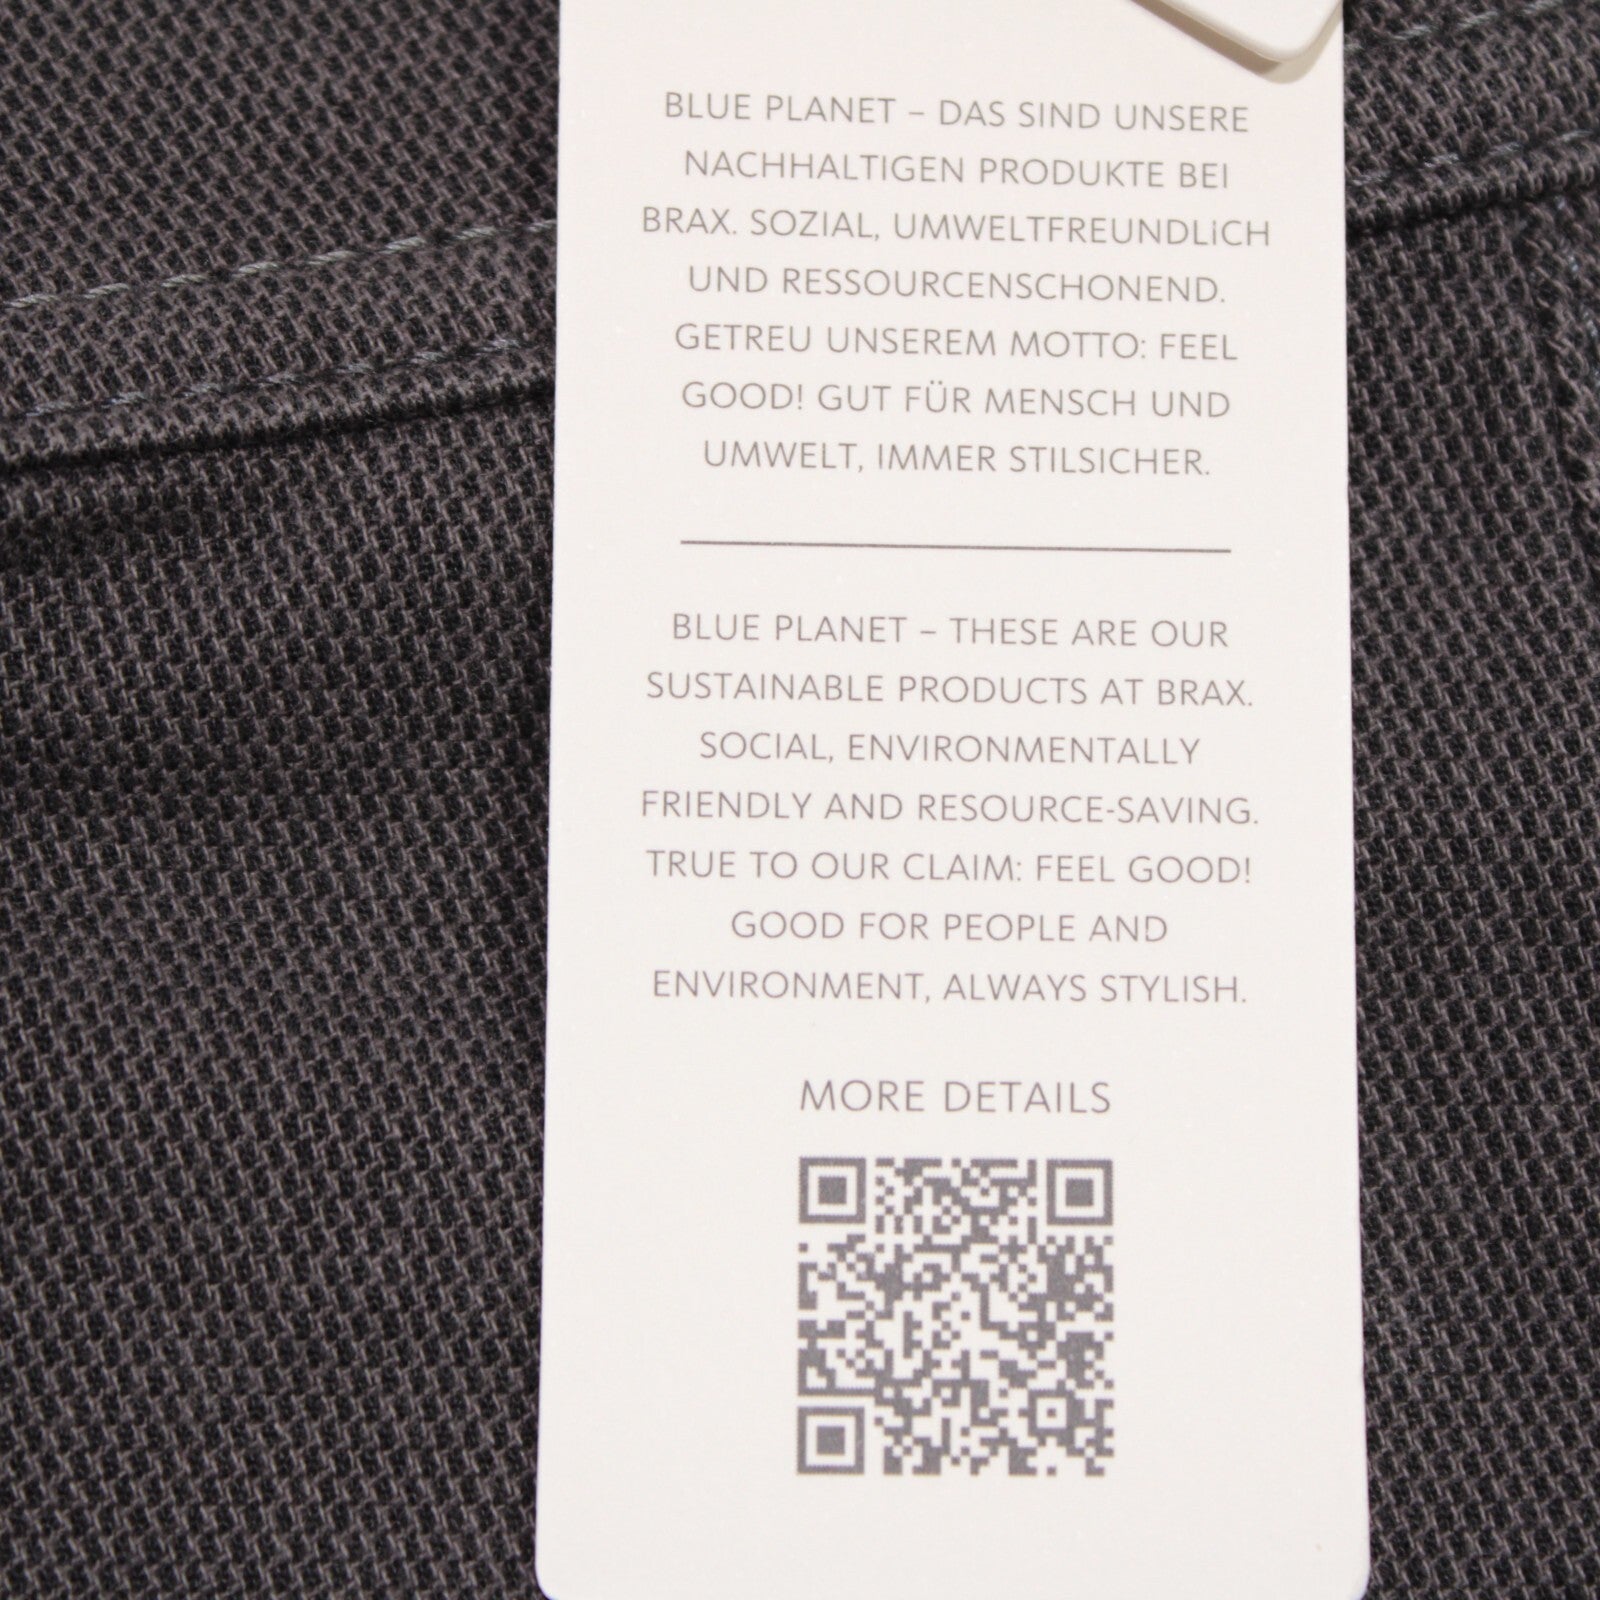 BLUE PLANET – DAS SIND UNSERE
NACHHALTIGEN PRODUKTE BEI
BRAX. SOZIAL, UMWELTFREUNDLiCH
UND RESSOURCENSCHONEND.
GETREU UNSEREM MOTTO: FEEL
GOOD! GUT FÜR MENSCH UND
UMWELT, IMMER STILSICHER.
BLUE PLANET – THESE ARE OUR
SUSTAINABLE PRODUCTS AT BRAX.
SOCIAL, ENVIRONMENTALLY
FRIENDLY AND RESOURCE-SAVING.
TRUE TO OUR CLAIM: FEEL GOOD!
GOOD FOR PEOPLE AND
ENVIRONMENT, ALWAYS STYLISH.
MORE DETAILS